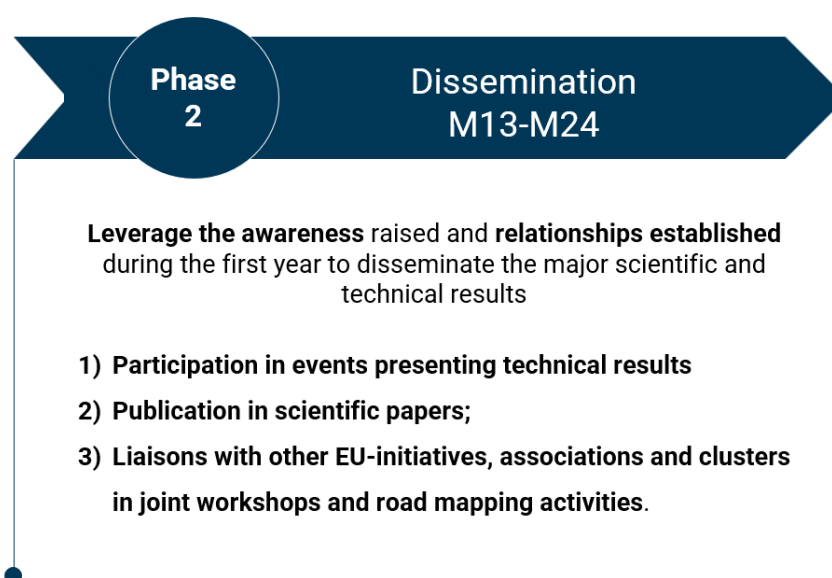 Phase
2
Dissemination
M13-M24
Leverage the awareness raised and relationships established
during the first year to disseminate the major scientific and
technical results
1) Participation in events presenting technical results
2) Publication in scientific papers;
3) Liaisons with other EU-initiatives, associations and clusters
in joint workshops and road mapping activities.